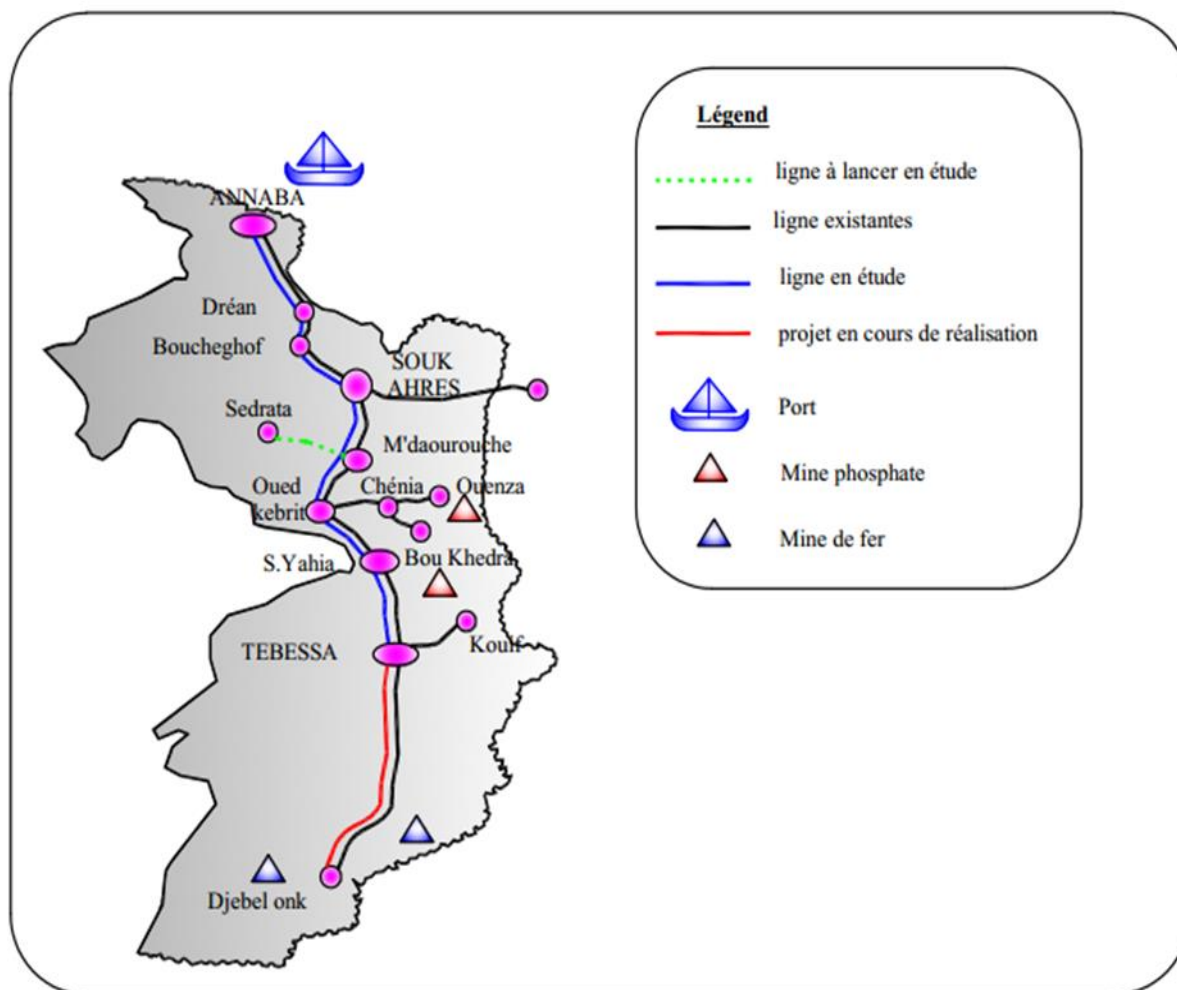 Légend
ligne à lancer en étude
ligne existantes
ligne en étude
projet en cours de réalisation
Port
Mine phosphate
Mine de fer
ANNABA
Dréan
Boucheghof
SOUK
AHRES
Sedrata
M'daourouche
Oued
kebrit
Chénia
Ouenza
S.Yahia
Bou Khedra
TEBESSA
Kouif
Djebel onk